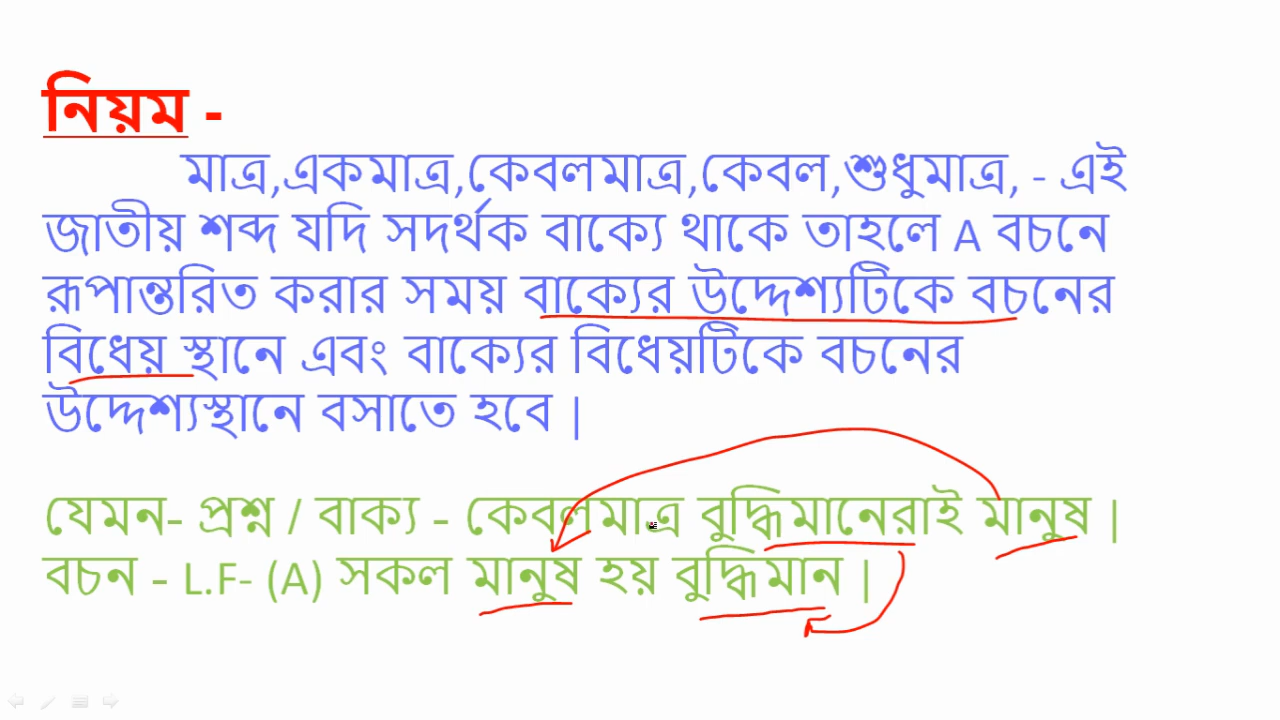 নিয়ম -
মাত্র,একমাত্র,কেবলমাত্র,কেবল,শুধুমাত্র, - এই
জাতীয় শব্দ যদি সদর্থক বাক্যে থাকে তাহলে A বচনে
রূপান্তরিত করার সময় বাক্যের উদ্দেশ্যটিকে বচনের
বিধেয় স্থানে এবং বাক্যের বিধেয়টিকে বচনের
উদ্দেশ্যস্থানে বসাতে হবে |
যেমন- প্রশ্ন / বাক্য - কেবলমাত্র বুদ্ধিমানেরাই মানুষ |
বচন - L.F- (A) সকল মানুষ হয় বুদ্ধিমান |